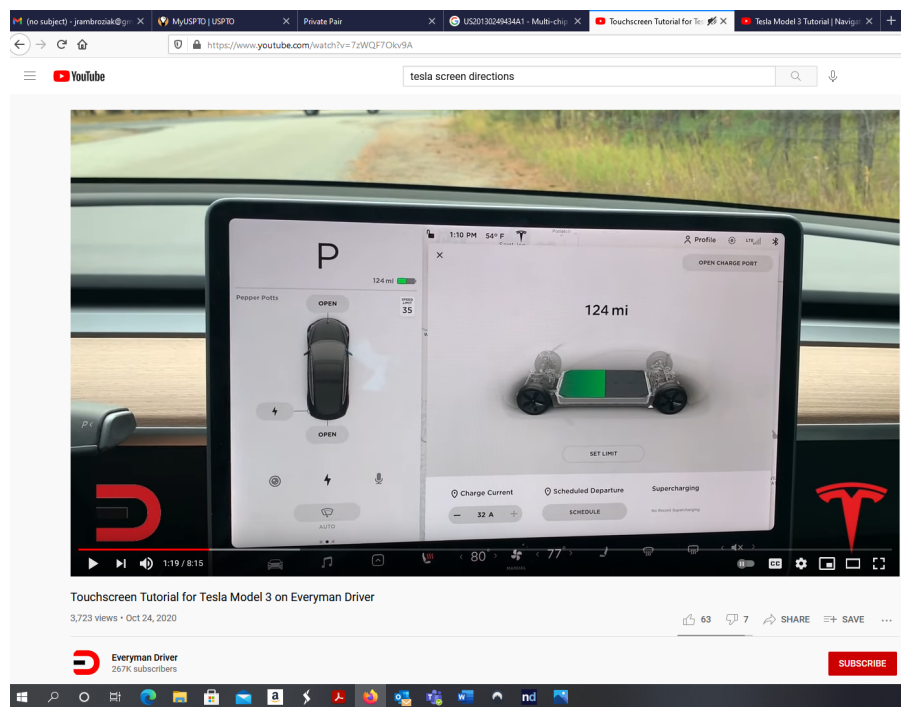 (no subject) - jrambroziak@gm
MyUSPTO | USPTO
Private Pair
US20130249434A1 - Multi-chip
Touchscreen Tutorial for Tes
Tesla Model 3 Tutorial | Navigat
https://www.youtube.com/watch?v=7zWQF7Okv9A
YouTube
tesla screen directions
P
124 mi
1:10 PM 54° F
Profile
LTE
OPEN CHARGE PORT
Pepper Potts
OPEN
SPEED
LIMIT
35
124 mi
P
OPEN
SET LIMIT
Charge Current
Scheduled Departure
Supercharging
− 32 A +
SCHEDULE
No Recent Supercharging
AUTO
80°
MANUAL
77°
1:19 / 8:15
CC
Touchscreen Tutorial for Tesla Model 3 on Everyman Driver
3,723 views • Oct 24, 2020
63
7
SHARE
SAVE
Everyman Driver
267K subscribers
SUBSCRIBE
a
nd